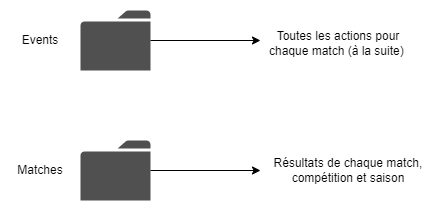 Events
Toutes les actions pour
chaque match (à la suite)
Matches
Résultats de chaque match,
compétition et saison